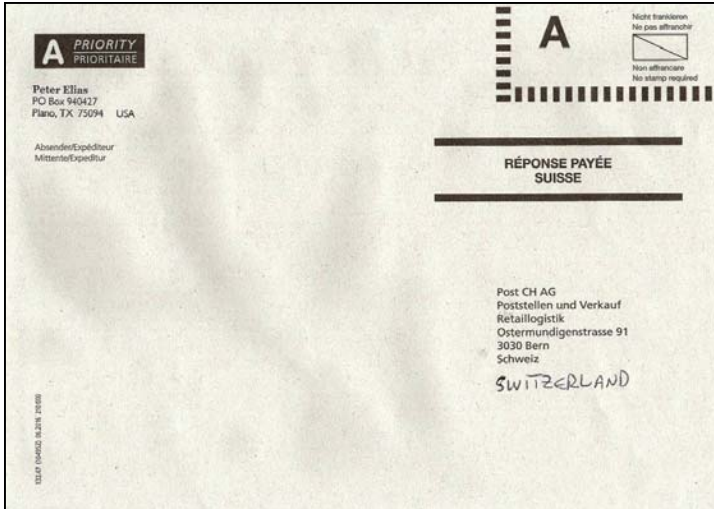 A PRIORITY
PRIORITAIRE
Peter Elias
PO Box 940427
Plano, TX 75094 USA
Absender/Expéditeur
Mittente/Expeditur
A
Nicht frankieren
Ne pas affranchir
Non affrancare
No stamp required
RÉPONSE PAYÉE
SUISSE
Post CH AG
Poststellen und Verkauf
Retaillogistik
Ostermundigenstrasse 91
3030 Bern
Schweiz
SWITZERLAND